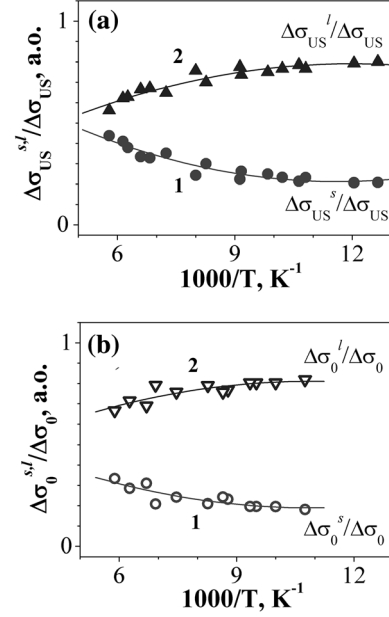 (a)
1
0
Δσ_US^{s,l}/Δσ_US, a.o.
2
Δσ_US^l/Δσ_US
1
Δσ_US^s/Δσ_US
6 9 12
1000/T, K^{-1}
(b)
1
0
Δσ_0^{s,l}/Δσ_0, a.o.
2
Δσ_0^l/Δσ_0
1
Δσ_0^s/Δσ_0
6 9 12
1000/T, K^{-1}